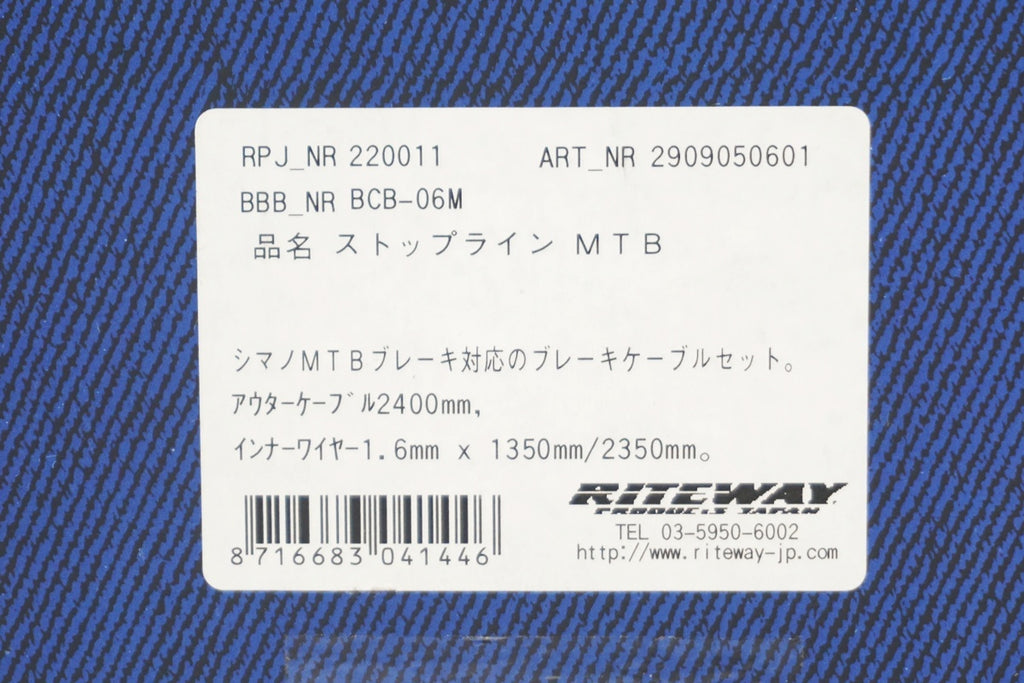 RPJ_NR 220011 ART_NR 2909050601
BBB_NR BCB-06M
品名 ストップライン ＭＴＢ
シマノＭＴＢブレーキ対応のブレーキケーブルセット。
ｱｳﾀｰｹｰﾌﾞﾙ2400mm,
ｲﾝﾅｰﾜｲﾔｰ1.6mm x 1350mm/2350mm。
RITEWAY
PRODUCTS JAPAN
TEL 03-5950-6002
http://www.riteway-jp.com
8 716683 041446